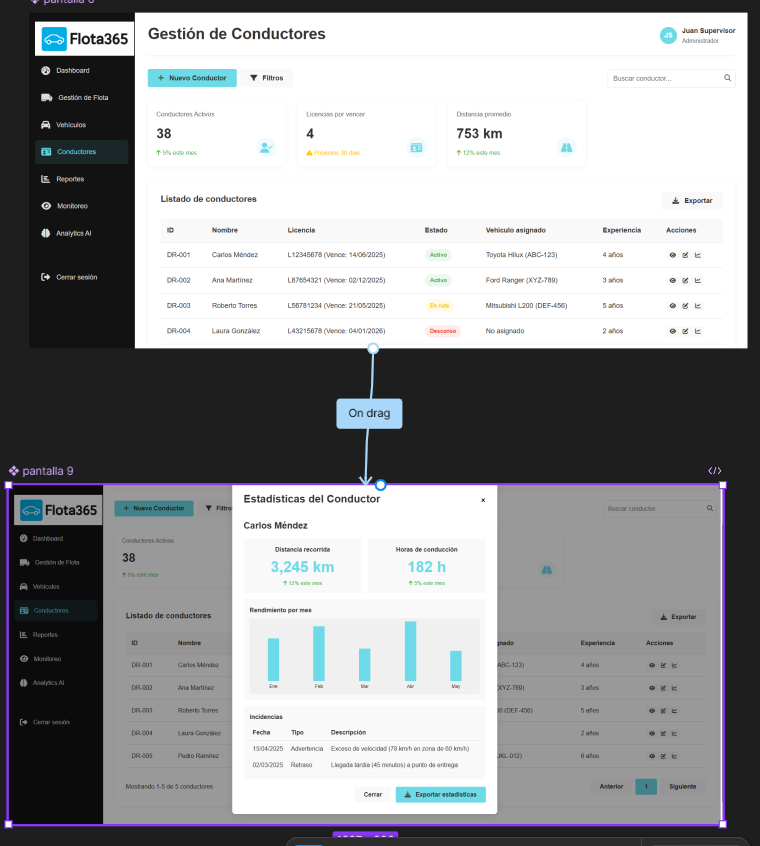 Flota365
Gestión de Conductores
JS
Juan Supervisor
Administrador
Dashboard
Gestión de Flota
Vehículos
Conductores
Reportes
Monitoreo
Analytics AI
Cerrar sesión
+ Nuevo Conductor
Filtros
Buscar conductor...
Conductores Activos
38
5% este mes
Licencias por vencer
4
Próximos 30 días
Distancia promedio
753 km
12% este mes
Listado de conductores
Exportar
ID Nombre Licencia Estado Vehículo asignado Experiencia Acciones
DR-001 Carlos Méndez L12345678 (Vence: 14/06/2025) Activo Toyota Hilux (ABC-123) 4 años
DR-002 Ana Martínez L87654321 (Vence: 02/12/2025) Activo Ford Ranger (XYZ-789) 3 años
DR-003 Roberto Torres L56781234 (Vence: 21/05/2025) En ruta Mitsubishi L200 (DEF-456) 5 años
DR-004 Laura González L43215678 (Vence: 04/01/2026) Descanso No asignado 2 años
On drag
pantalla 9
Flota365
Dashboard
Gestión de Flota
Vehículos
Conductores
Reportes
Monitoreo
Analytics AI
Cerrar sesión
+ Nuevo Conductor
Filtro
Buscar conductor.
Conductores Activos
38
5% este mes
Listado de conductores
Exportar
ID Nombre gnado Experiencia Acciones
DR-001 Carlos Méndez ABC-123) 4 años
DR-002 Ana Martínez XYZ-789) 3 años
DR-003 Roberto Torres (DEF-456) 5 años
DR-004 Laura González 2 años
DR-005 Pedro Ramírez JKL-012) 6 años
Mostrando 1-5 de 5 conductores
Anterior 1 Siguiente
Estadísticas del Conductor
×
Carlos Méndez
Distancia recorrida
3,245 km
12% este mes
Horas de conducción
182 h
5% este mes
Rendimiento por mes
Ene Feb Mar Abr May
Incidencias
Fecha Tipo Descripción
15/04/2025 Advertencia Exceso de velocidad (78 km/h en zona de 60 km/h)
02/03/2025 Retraso Llegada tardía (45 minutos) a punto de entrega
Cerrar
Exportar estadísticas